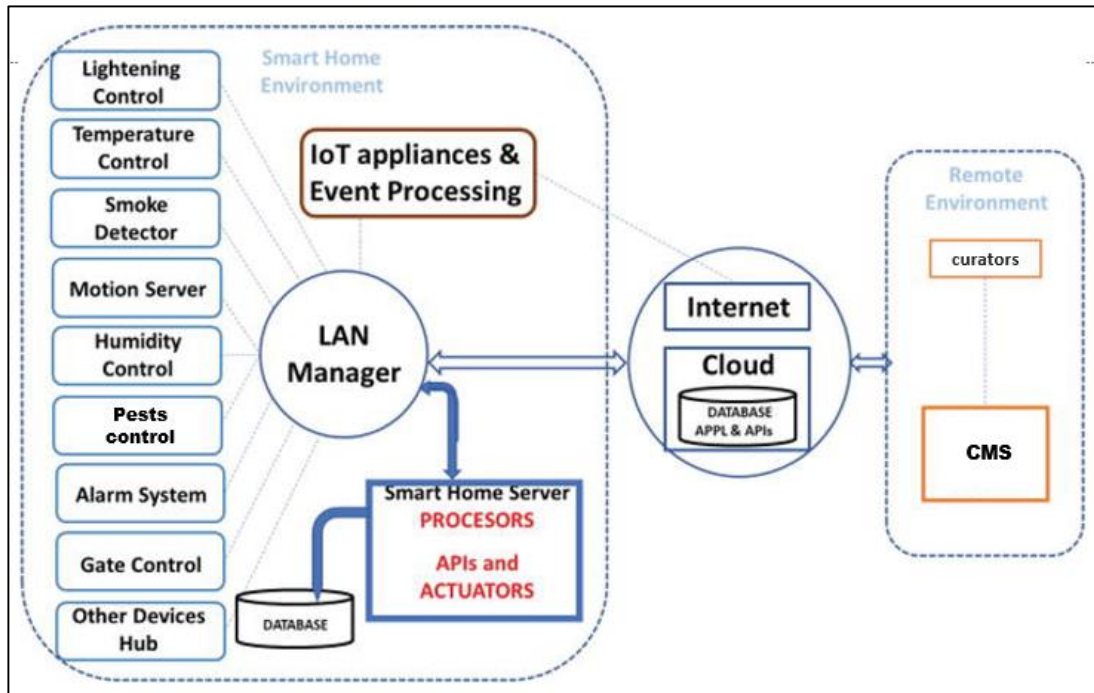 Smart Home
Environment
Lightening
Control
Temperature
Control
Smoke
Detector
Motion Server
Humidity
Control
Pests
control
Alarm System
Gate Control
Other Devices
Hub
IoT appliances &
Event Processing
LAN
Manager
Smart Home Server
PROCESORS
APIs and
ACTUATORS
DATABASE
Internet
Cloud
DATABASE
APPL & APIs
Remote
Environment
curators
CMS